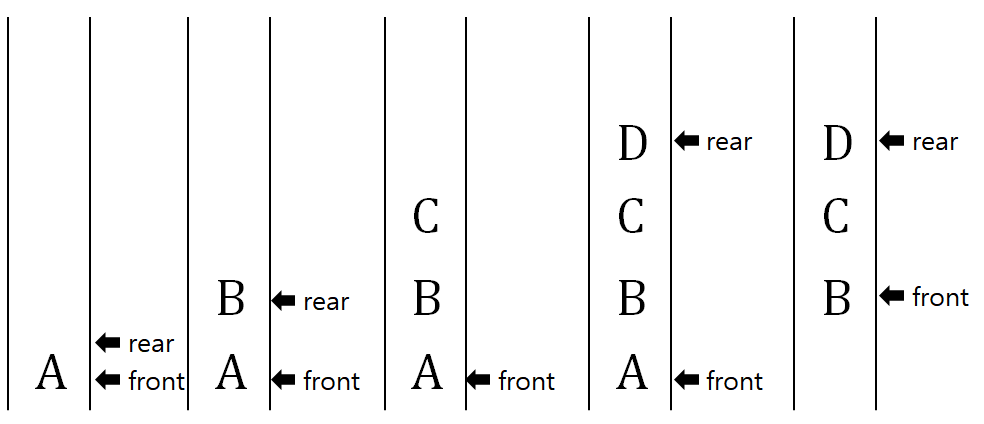 D ← rear D ← rear
C C C
B ← rear B B B ← front
← rear
A ← front A ← front A ← front A ← front